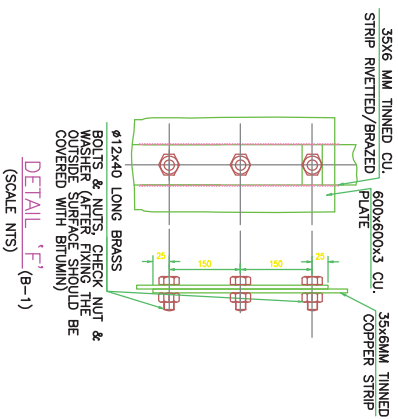 35X6 MM TINNED CU.
STRIP RIVETTED/BRAZED
600x600x3 CU.
PLATE
35x6MM TINNED
COPPER STRIP
25
150
150
25
ø12x40 LONG BRASS
BOLTS & NUTS, CHECK NUT &
WASHER (AFTER FIXING THE
OUTSIDE SURFACE SHOULD BE
COVERED WITH BITUMIN)
DETAIL 'F' (B-1)
(SCALE NTS)